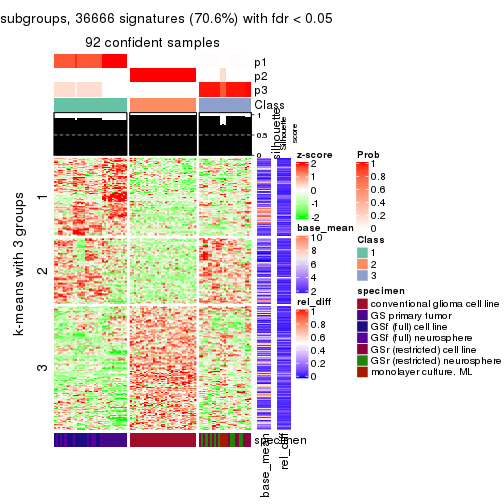 subgroups, 36666 signatures (70.6%) with fdr < 0.05
92 confident samples
p1
p2
p3
Class
1
0.5
0
silhouette
Silhouette
score
k-means with 3 groups
1
2
3
specimen
base_mean
rel_diff
z-score
2
1
0
-1
-2
base_mean
10
8
6
4
2
rel_diff
1
0.8
0.6
0.4
0.2
0
Prob
1
0.8
0.6
0.4
0.2
0
Class
1
2
3
specimen
conventional glioma cell line
GS primary tumor
GSf (full) cell line
GSf (full) neurosphere
GSr (restricted) cell line
GSr (restricted) neurosphere
monolayer culture. ML